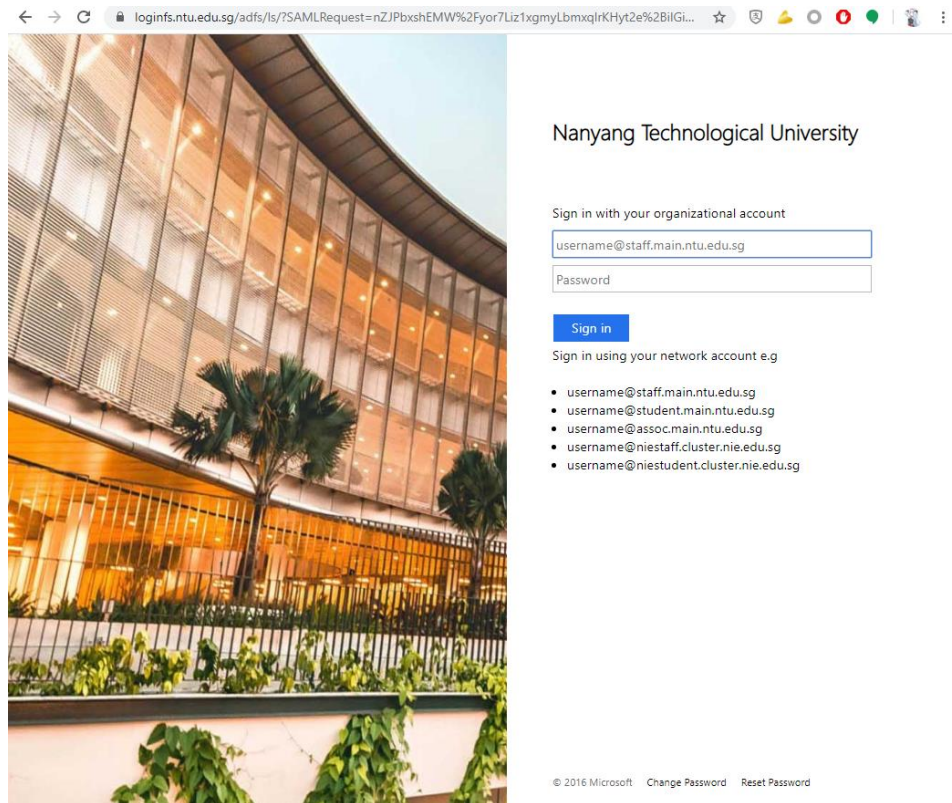 loginfs.ntu.edu.sg/adfs/ls/?SAMLRequest=nZJPbxshEMW%2Fyor7Liz1xgmyLbmxqlrKHyt2e%2BilGi...
Nanyang Technological University
Sign in with your organizational account
username@staff.main.ntu.edu.sg
Password
Sign in
Sign in using your network account e.g
• username@staff.main.ntu.edu.sg
• username@student.main.ntu.edu.sg
• username@assoc.main.ntu.edu.sg
• username@niestaff.cluster.nie.edu.sg
• username@niestudent.cluster.nie.edu.sg
© 2016 Microsoft Change Password Reset Password